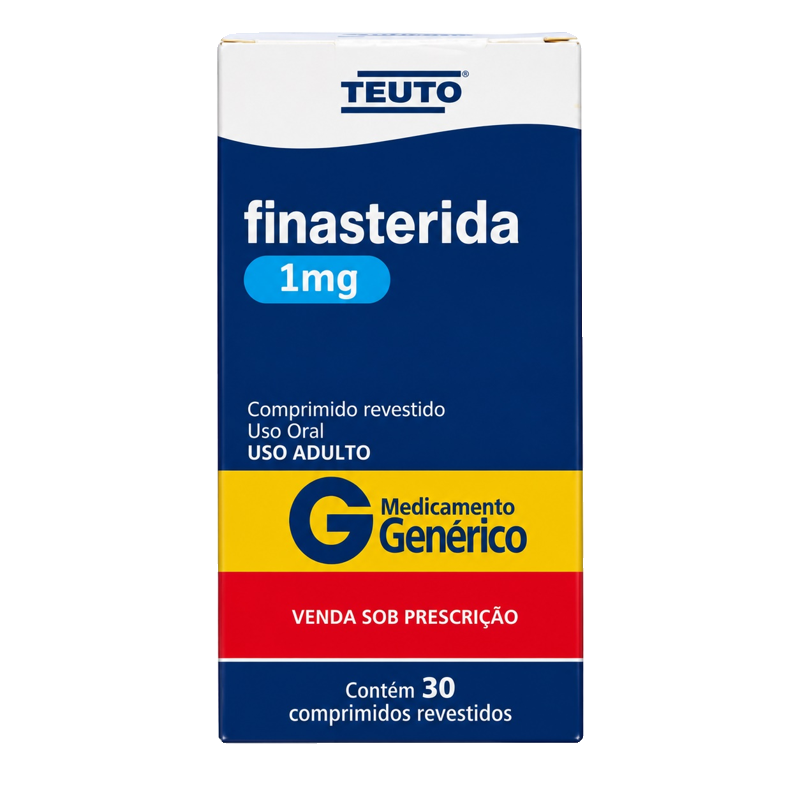 TEUTO®
finasterida
1mg
Comprimido revestido
Uso Oral
USO ADULTO
G Medicamento
Genérico
VENDA SOB PRESCRIÇÃO
Contém 30
comprimidos revestidos